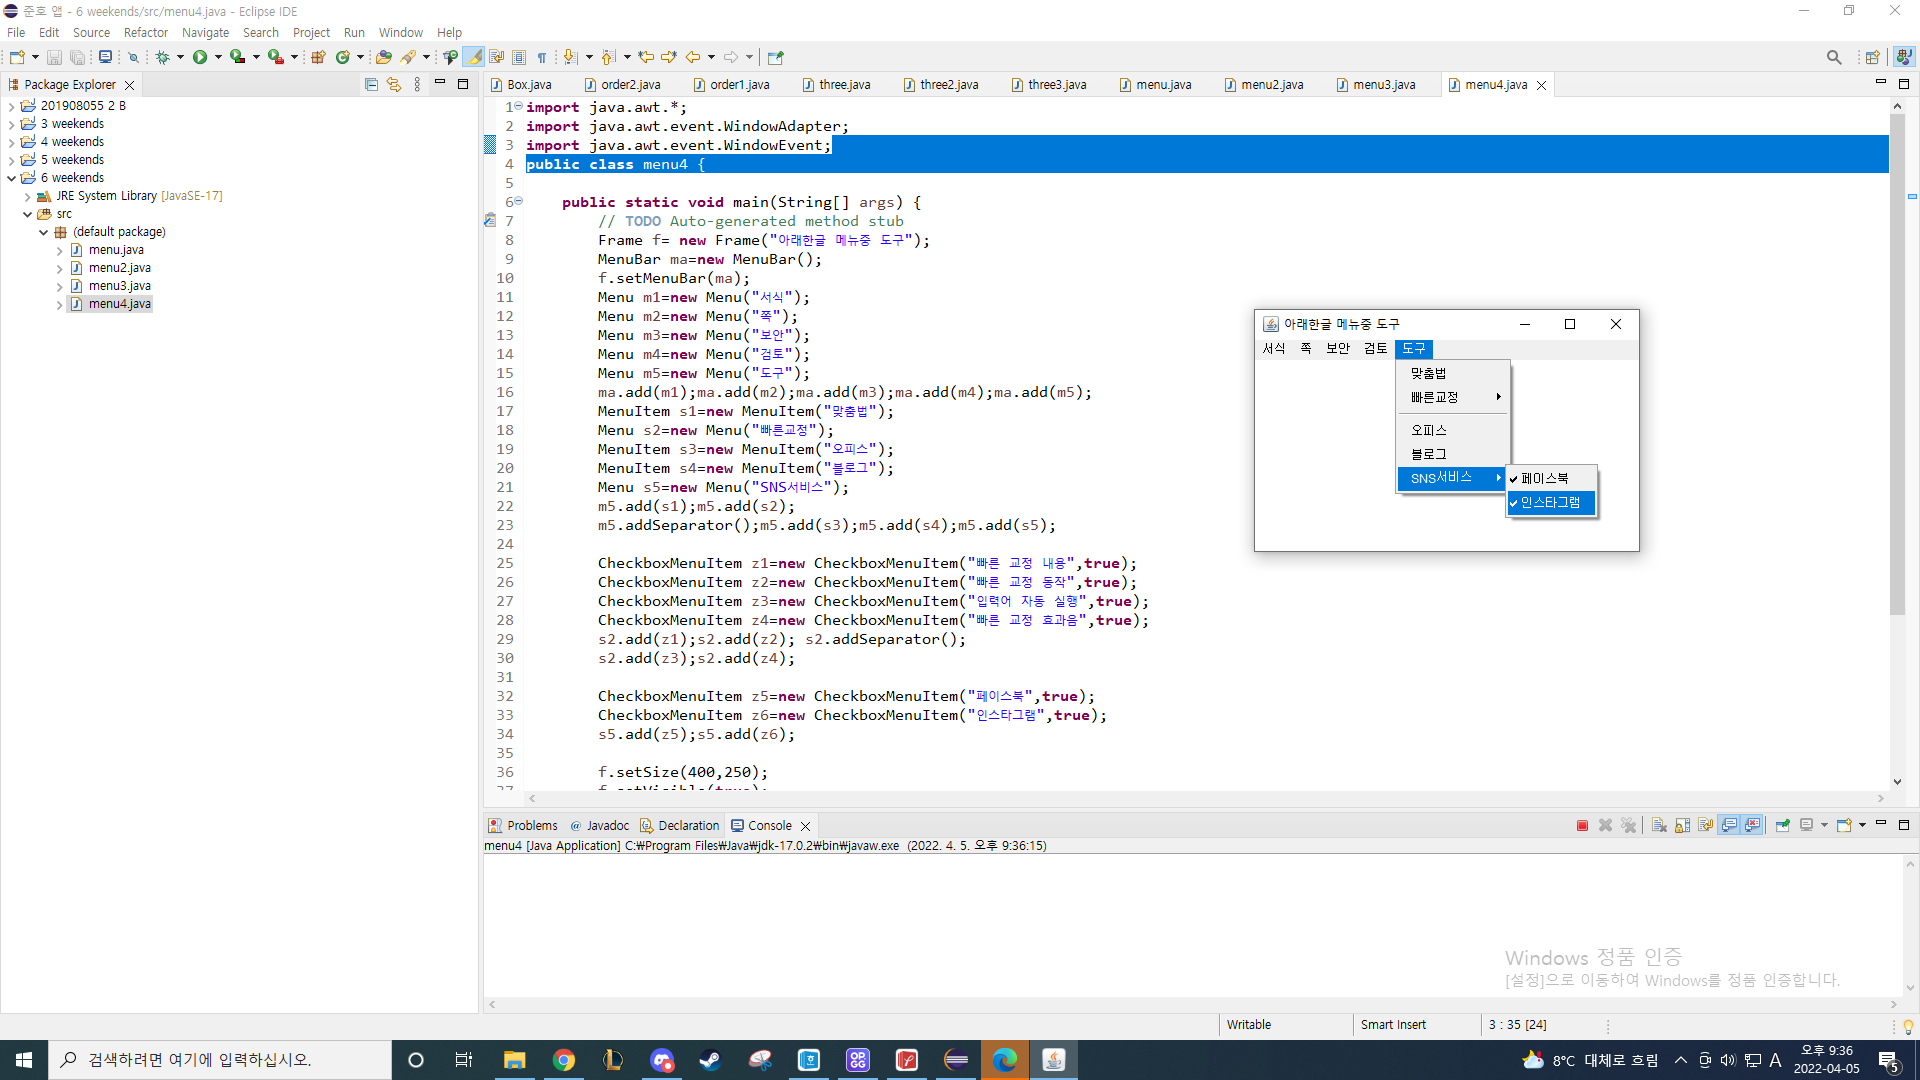 준호 앱 - 6 weekends/src/menu4.java - Eclipse IDE
File Edit Source Refactor Navigate Search Project Run Window Help
Package Explorer
201908055 2 B
3 weekends
4 weekends
5 weekends
6 weekends
JRE System Library [JavaSE-17]
src
(default package)
menu.java
menu2.java
menu3.java
menu4.java
Box.java order2.java order1.java three.java three2.java three3.java menu.java menu2.java menu3.java menu4.java
1 import java.awt.*;
2 import java.awt.event.WindowAdapter;
3 import java.awt.event.WindowEvent;
4 public class menu4 {
5
6 public static void main(String[] args) {
7 // TODO Auto-generated method stub
8 Frame f= new Frame("아래한글 메뉴중 도구");
9 MenuBar ma=new MenuBar();
10 f.setMenuBar(ma);
11 Menu m1=new Menu("서식");
12 Menu m2=new Menu("쪽");
13 Menu m3=new Menu("보안");
14 Menu m4=new Menu("검토");
15 Menu m5=new Menu("도구");
16 ma.add(m1);ma.add(m2);ma.add(m3);ma.add(m4);ma.add(m5);
17 MenuItem s1=new MenuItem("맞춤법");
18 Menu s2=new Menu("빠른교정");
19 MenuItem s3=new MenuItem("오피스");
20 MenuItem s4=new MenuItem("블로그");
21 Menu s5=new Menu("SNS서비스");
22 m5.add(s1);m5.add(s2);
23 m5.addSeparator();m5.add(s3);m5.add(s4);m5.add(s5);
24
25 CheckboxMenuItem z1=new CheckboxMenuItem("빠른 교정 내용",true);
26 CheckboxMenuItem z2=new CheckboxMenuItem("빠른 교정 동작",true);
27 CheckboxMenuItem z3=new CheckboxMenuItem("입력어 자동 실행",true);
28 CheckboxMenuItem z4=new CheckboxMenuItem("빠른 교정 효과음",true);
29 s2.add(z1);s2.add(z2); s2.addSeparator();
30 s2.add(z3);s2.add(z4);
31
32 CheckboxMenuItem z5=new CheckboxMenuItem("페이스북",true);
33 CheckboxMenuItem z6=new CheckboxMenuItem("인스타그램",true);
34 s5.add(z5);s5.add(z6);
35
36 f.setSize(400,250);
37 f.setVisible(true);
아래한글 메뉴중 도구
서식 쪽 보안 검토 도구
맞춤법
빠른교정
오피스
블로그
SNS서비스
페이스북
인스타그램
Problems Javadoc Declaration Console
menu4 [Java Application] C:₩Program Files₩Java₩jdk-17.0.2₩bin₩javaw.exe (2022. 4. 5. 오후 9:36:15)
Windows 정품 인증
[설정]으로 이동하여 Windows를 정품 인증합니다.
Writable Smart Insert 3 : 35 [24]
검색하려면 여기에 입력하십시오.
OP.GG
8°C 대체로 흐림 A 오후 9:36
2022-04-05
5